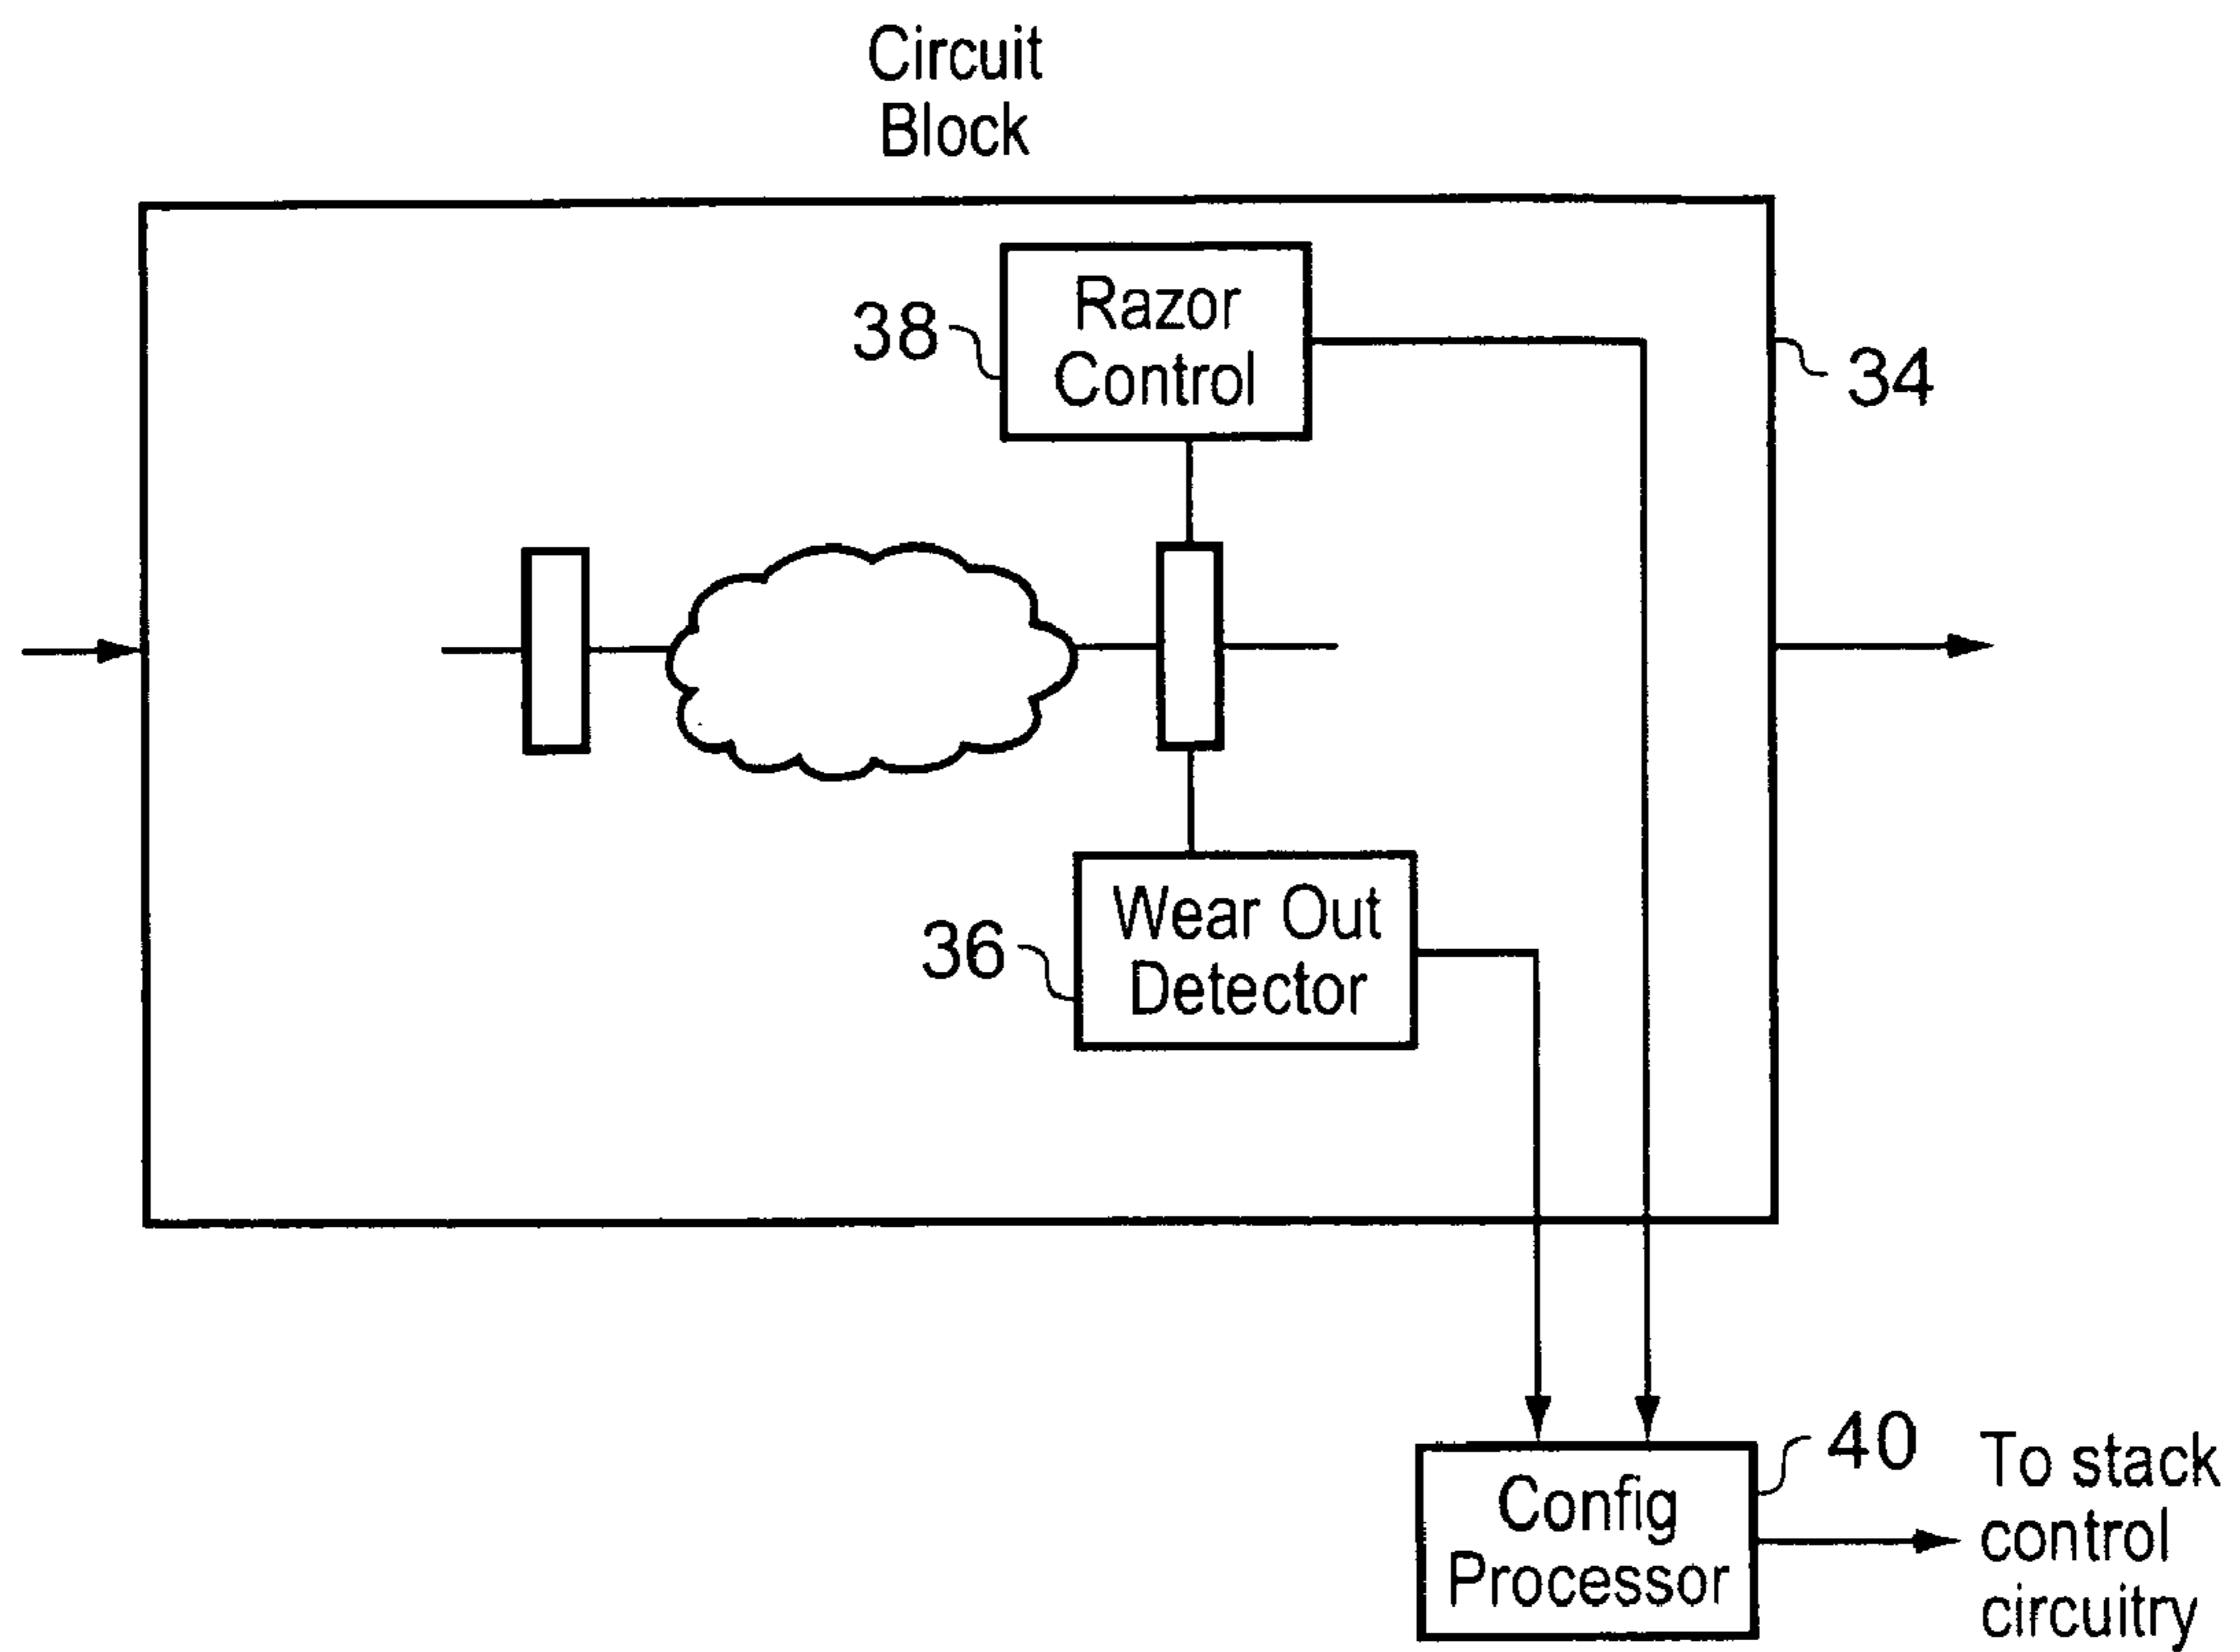 Circuit
Block
Razor
Control
38
34
Wear Out
Detector
36
40
Config
Processor
To stack
control
circuitry